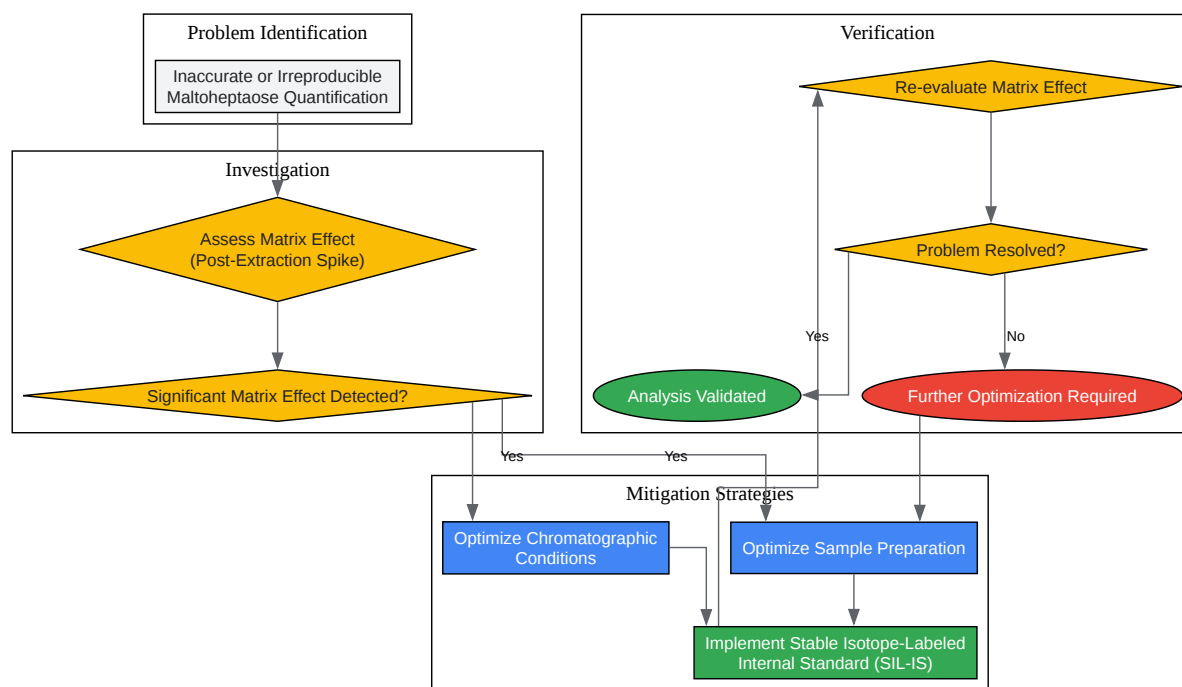 Problem Identification
Inaccurate or Irreproducible
Maltoheptaose Quantification
Investigation
Assess Matrix Effect
(Post-Extraction Spike)
Significant Matrix Effect Detected?
Verification
Re-evaluate Matrix Effect
Problem Resolved?
Yes
No
Analysis Validated
Further Optimization Required
Yes
Yes
Mitigation Strategies
Optimize Chromatographic
Conditions
Optimize Sample Preparation
Implement Stable Isotope-Labeled
Internal Standard (SIL-IS)